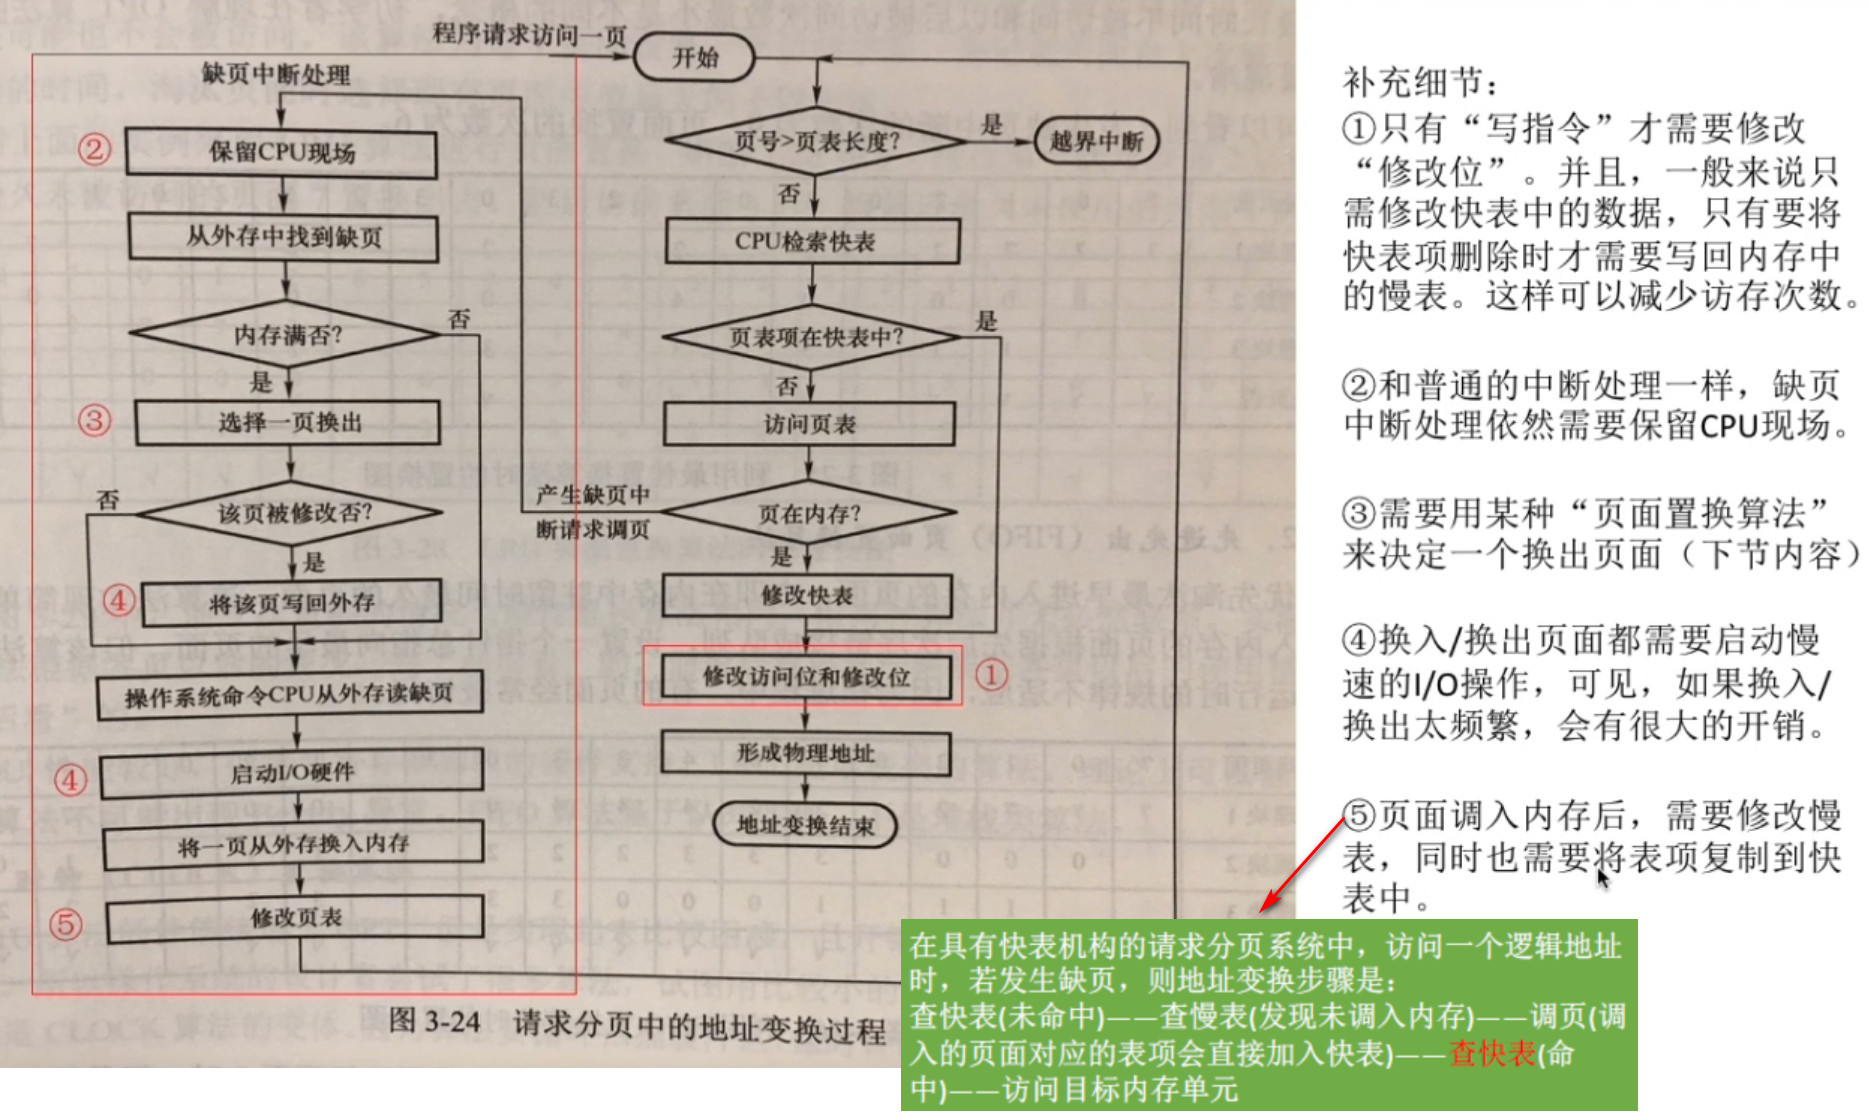 程序请求访问一页
开始
缺页中断处理
②
保留CPU现场
从外存中找到缺页
内存满否?
否
是
③
选择一页换出
该页被修改否?
否
是
④
将该页写回外存
操作系统命令CPU从外存读缺页
④
启动I/O硬件
将一页从外存换入内存
⑤
修改页表
页号>页表长度?
是
越界中断
否
CPU检索快表
页表项在快表中?
是
否
访问页表
产生缺页中
断请求调页
页在内存?
是
修改快表
修改访问位和修改位
①
形成物理地址
地址变换结束
图 3-24 请求分页中的地址变换过程
补充细节：
①只有“写指令”才需要修改
“修改位”。并且，一般来说只
需修改快表中的数据，只有要将
快表项删除时才需要写回内存中
的慢表。这样可以减少访存次数。
②和普通的中断处理一样，缺页
中断处理依然需要保留CPU现场。
③需要用某种“页面置换算法”
来决定一个换出页面（下节内容）
④换入/换出页面都需要启动慢
速的I/O操作，可见，如果换入/
换出太频繁，会有很大的开销。
⑤页面调入内存后，需要修改慢
表，同时也需要将表项复制到快
表中。
在具有快表机构的请求分页系统中，访问一个逻辑地址
时，若发生缺页，则地址变换步骤是：
查快表(未命中)——查慢表(发现未调入内存)——调页(调
入的页面对应的表项会直接加入快表)——查快表(命
中)——访问目标内存单元